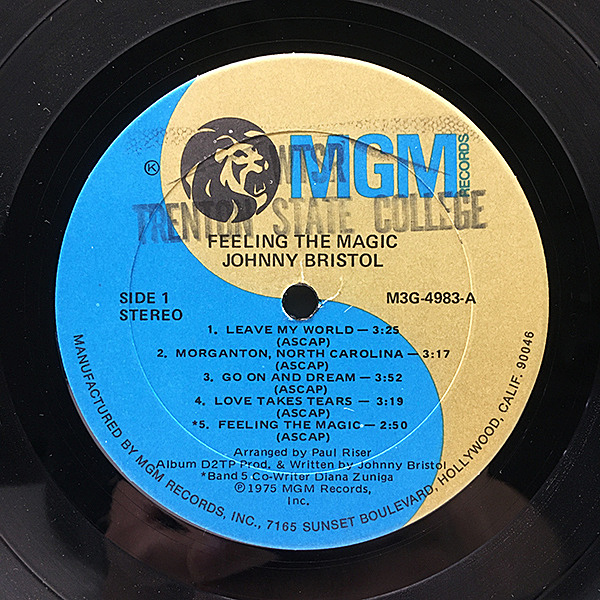 WTSR
MGM
RECORDS
TRENTON STATE COLLEGE
K
FEELING THE MAGIC
JOHNNY BRISTOL
SIDE 1
STEREO
M3G-4983-A
1. LEAVE MY WORLD — 3:25
(ASCAP)
2. MORGANTON, NORTH CAROLINA — 3:17
(ASCAP)
3. GO ON AND DREAM — 3:52
(ASCAP)
4. LOVE TAKES TEARS — 3:19
(ASCAP)
*5. FEELING THE MAGIC — 2:50
(ASCAP)
Arranged by Paul Riser
Album D2TP Prod. & Written by Johnny Bristol
*Band 5 Co-Writer Diana Zuniga
Ⓟ1975 MGM Records,
Inc.
MANUFACTURED BY MGM RECORDS, INC., 7165 SUNSET BOULEVARD, HOLLYWOOD, CALIF. 90046